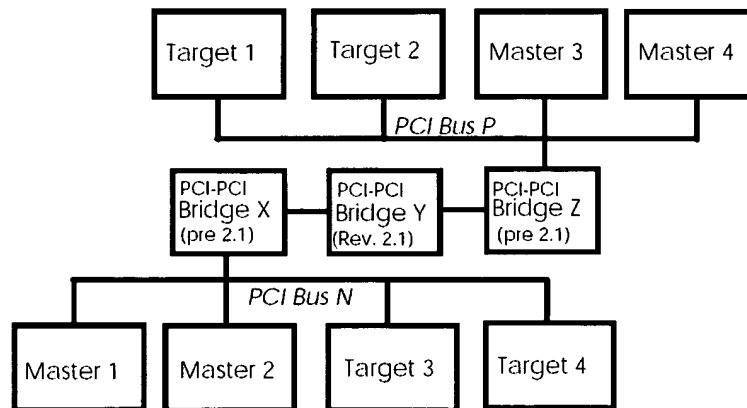 Target 1
Target 2
Master 3
Master 4
PCI Bus P
PCI-PCI
Bridge X
(pre 2.1)
PCI-PCI
Bridge Y
(Rev. 2.1)
PCI-PCI
Bridge Z
(pre 2.1)
PCI Bus N
Master 1
Master 2
Target 3
Target 4